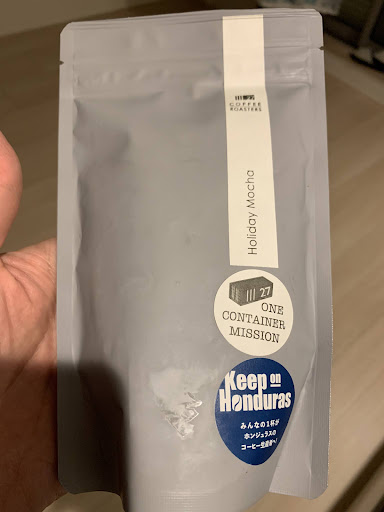 COFFEE
ROASTERS
Holiday Mocha
27
ONE
CONTAINER
MISSION
Keep on
Honduras
みんなの1杯が
ホンジュラスの
コーヒー生産者へ!